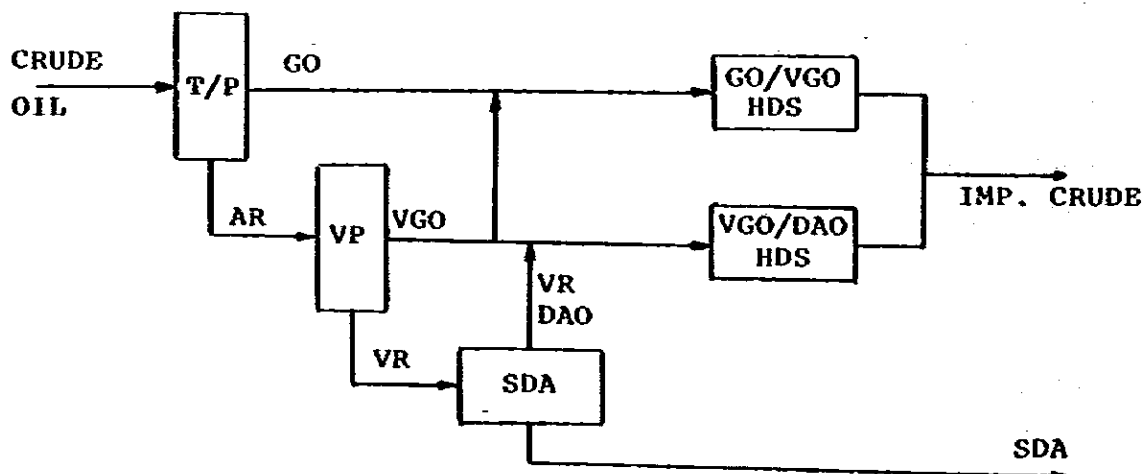 CRUDE
OIL
T/P
GO
GO/VGO
HDS
IMP. CRUDE
AR
VP
VGO
VGO/DAO
HDS
VR
DAO
VR
SDA
SDA